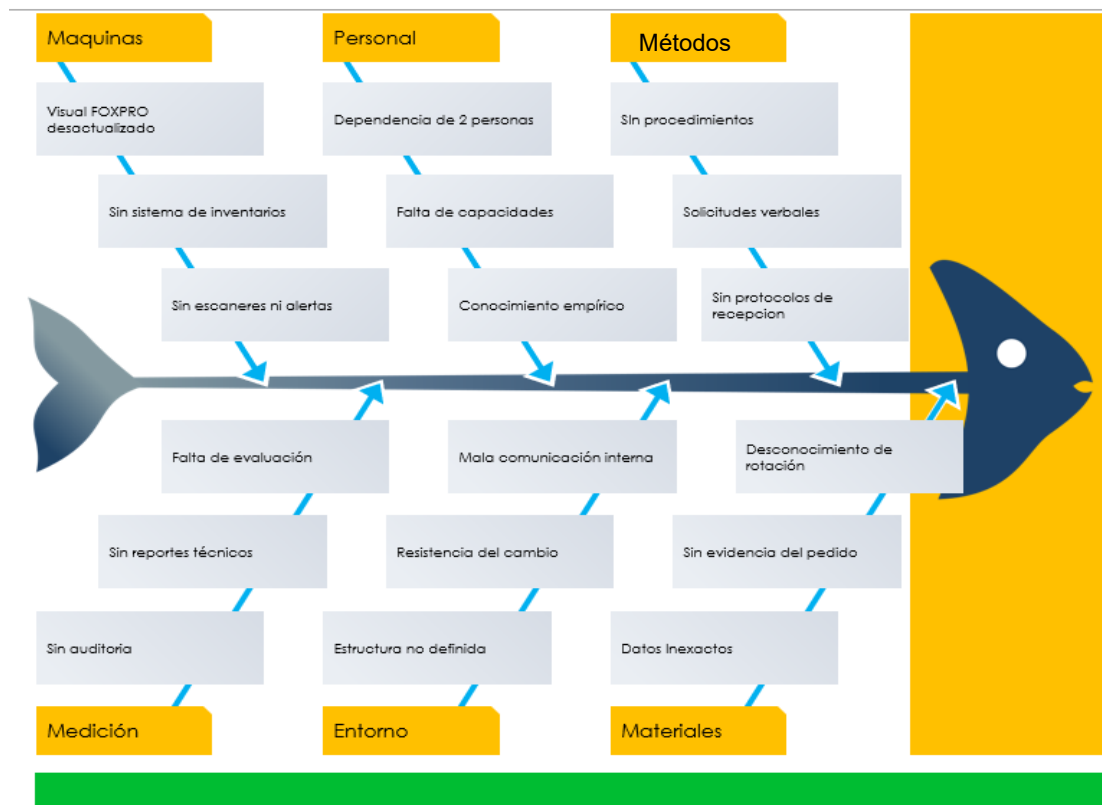 Maquinas
Personal
Métodos
Visual FOXPRO
desactualizado
Dependencia de 2 personas
SIn procedimientos
Sin sistema de inventarios
Falta de capacidades
Solicitudes verbales
Sin escaneres ni alertas
Conocimiento empírico
Sin protocolos de
recepcion
Falta de evaluación
Mala comunicación interna
Desconocimiento de
rotación
Sin reportes técnicos
Resistencia del cambio
Sin evidencia del pedido
Sin auditoria
Estructura no definida
Datos Inexactos
Medición
Entorno
Materiales